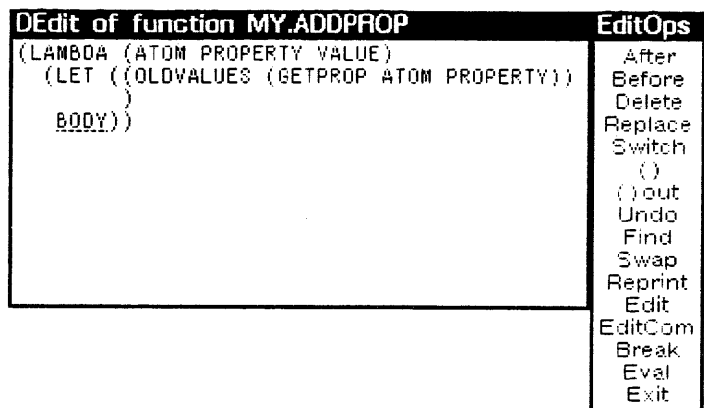 DEdit of function MY.ADDPROP
(LAMBDA (ATOM PROPERTY VALUE)
(LET ((OLDVALUES (GETPROP ATOM PROPERTY))
)
BODY))
EditOps
After
Before
Delete
Replace
Switch
()
()out
Undo
Find
Swap
Reprint
Edit
EditCom
Break
Eval
Exit